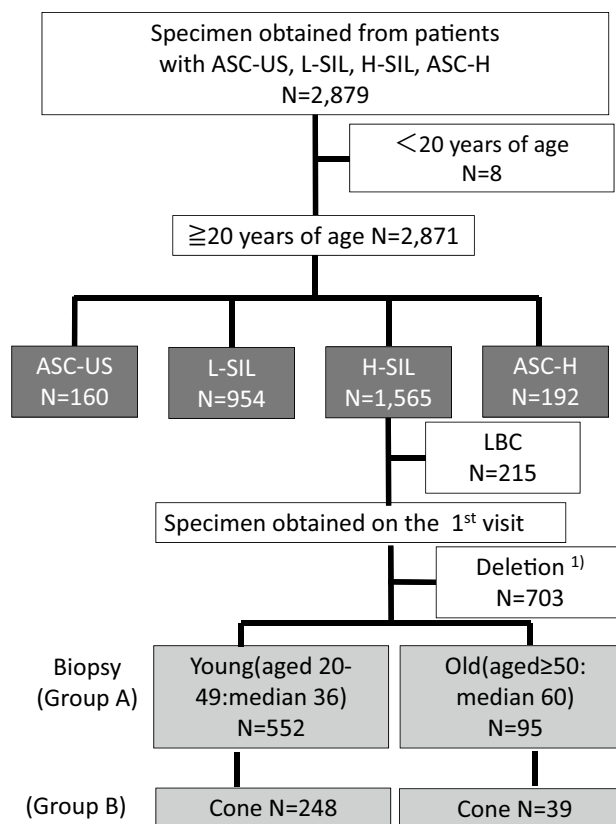 Specimen obtained from patients
with ASC-US, L-SIL, H-SIL, ASC-H
N=2,879
<20 years of age
N=8
≧20 years of age N=2,871
ASC-US
N=160
L-SIL
N=954
H-SIL
N=1,565
ASC-H
N=192
LBC
N=215
Specimen obtained on the 1st visit
Deletion 1)
N=703
Biopsy
(Group A)
Young(aged 20-
49:median 36)
N=552
Old(aged≥50:
median 60)
N=95
(Group B)
Cone N=248
Cone N=39